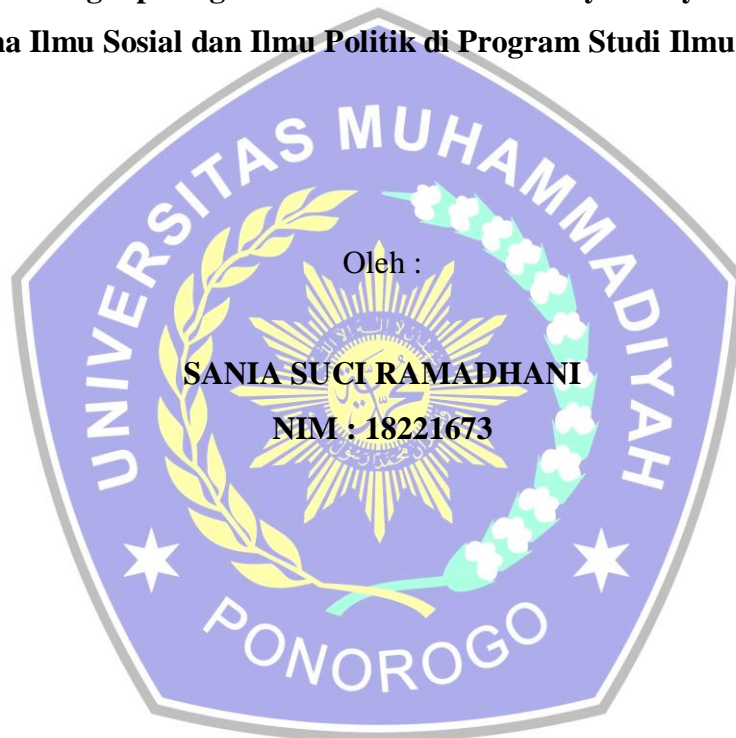 na Ilmu Sosial dan Ilmu Politik di Program Studi Ilmu
UNIVERSITAS MUHAMMADIYAH
Oleh :
SANIA SUCI RAMADHANI
NIM : 18221673
PONOROGO